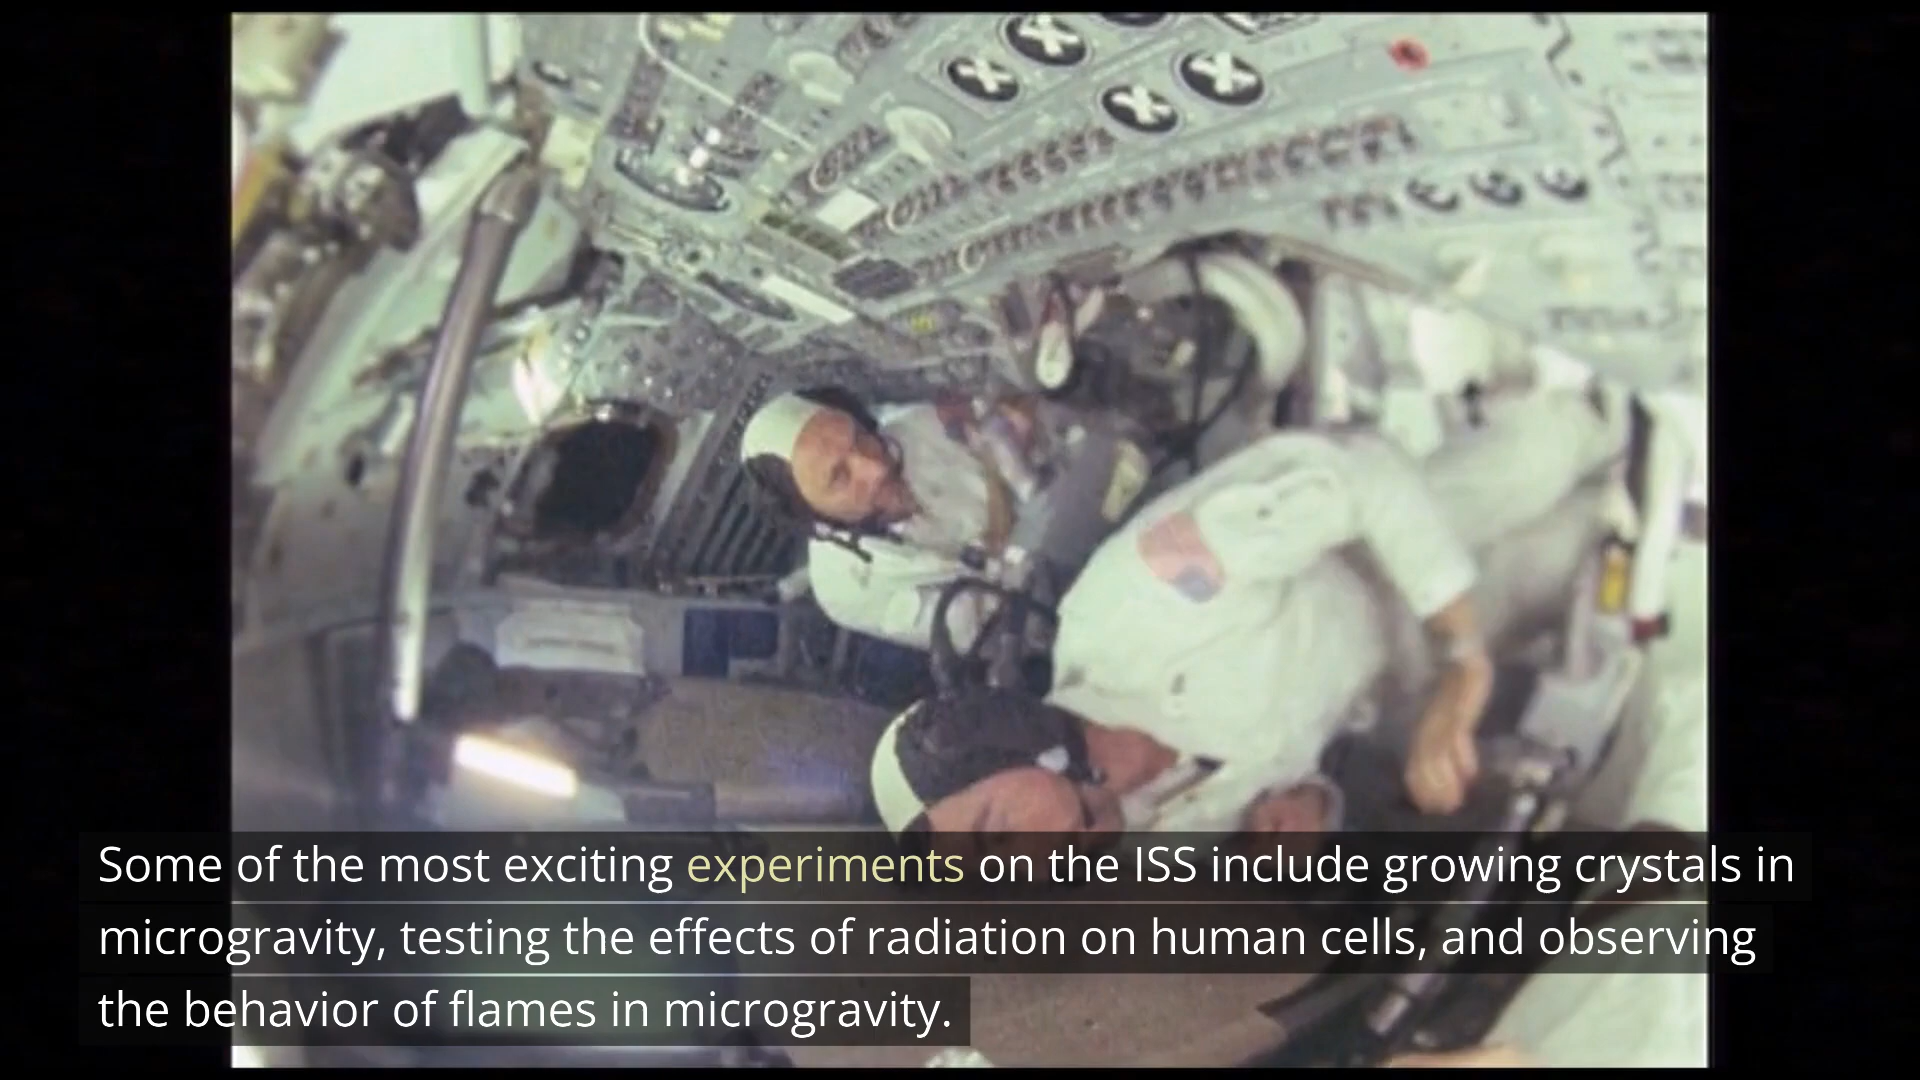 Some of the most exciting experiments on the ISS include growing crystals in
microgravity, testing the effects of radiation on human cells, and observing
the behavior of flames in microgravity.